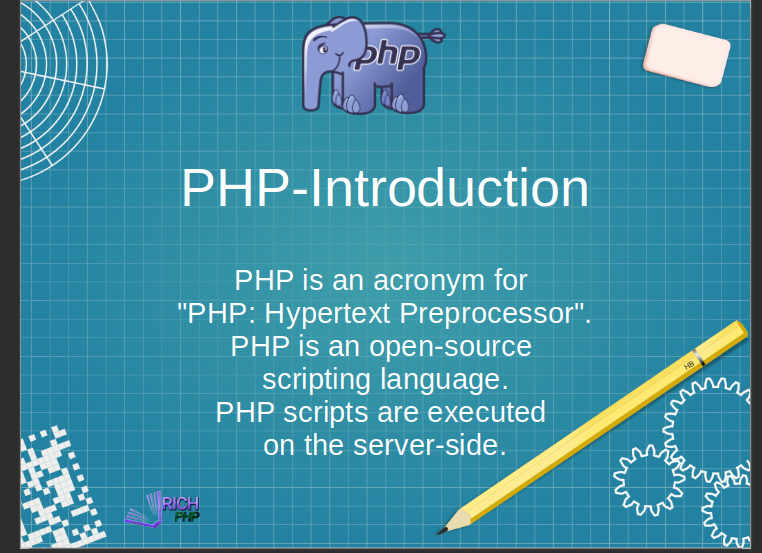 php
PHP-Introduction
PHP is an acronym for
"PHP: Hypertext Preprocessor".
PHP is an open-source
scripting language.
PHP scripts are executed
on the server-side.
HB
RICH
PHP